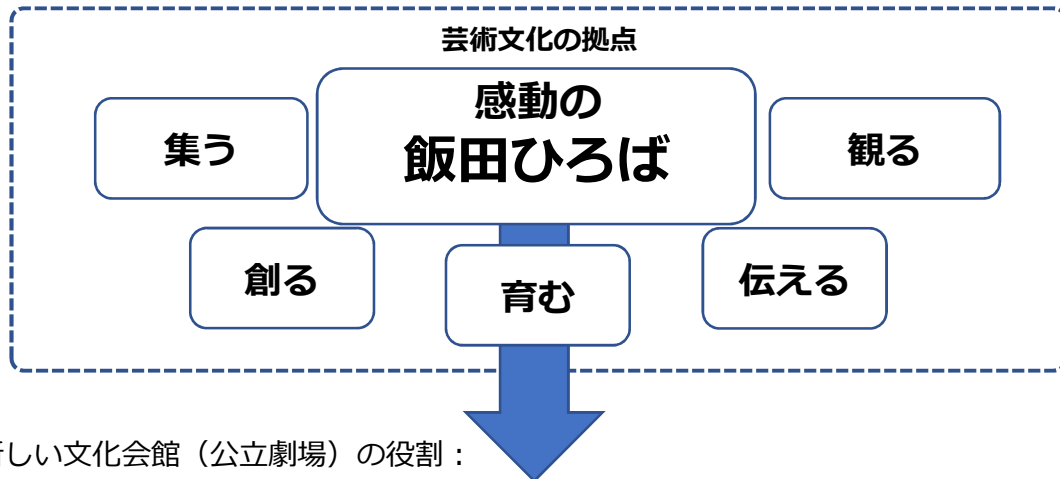 芸術文化の拠点
感動の
飯田ひろば
集う
観る
創る
育む
伝える
しい文化会館（公立劇場）の役割：